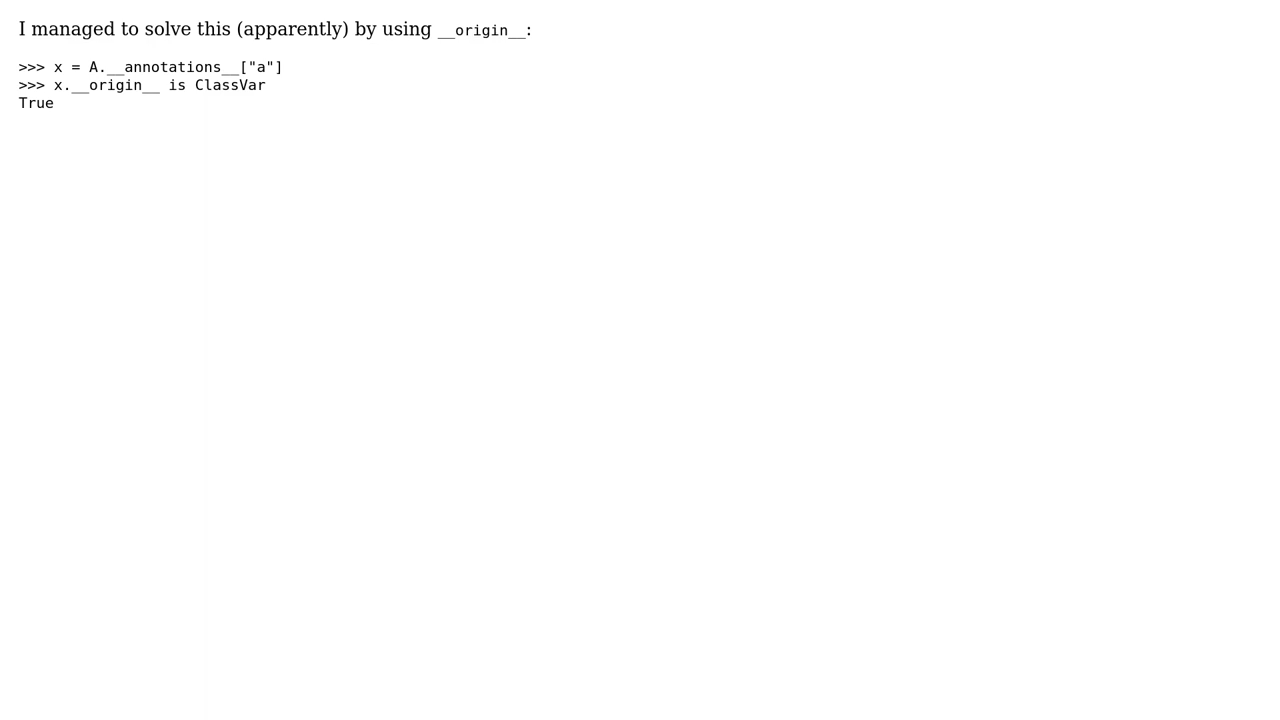 I managed to solve this (apparently) by using __origin__:
>>> x = A.__annotations__["a"]
>>> x.__origin__ is ClassVar
True